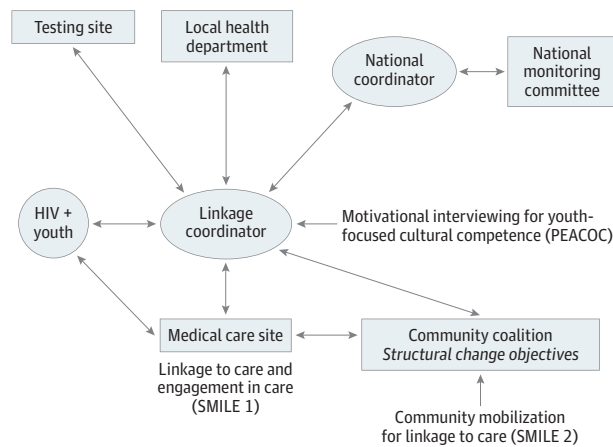 Testing site
Local health
department
National
coordinator
National
monitoring
committee
HIV +
youth
Linkage
coordinator
Motivational interviewing for youth-
focused cultural competence (PEACOC)
Medical care site
Linkage to care and
engagement in care
(SMILE 1)
Community coalition
Structural change objectives
Community mobilization
for linkage to care (SMILE 2)